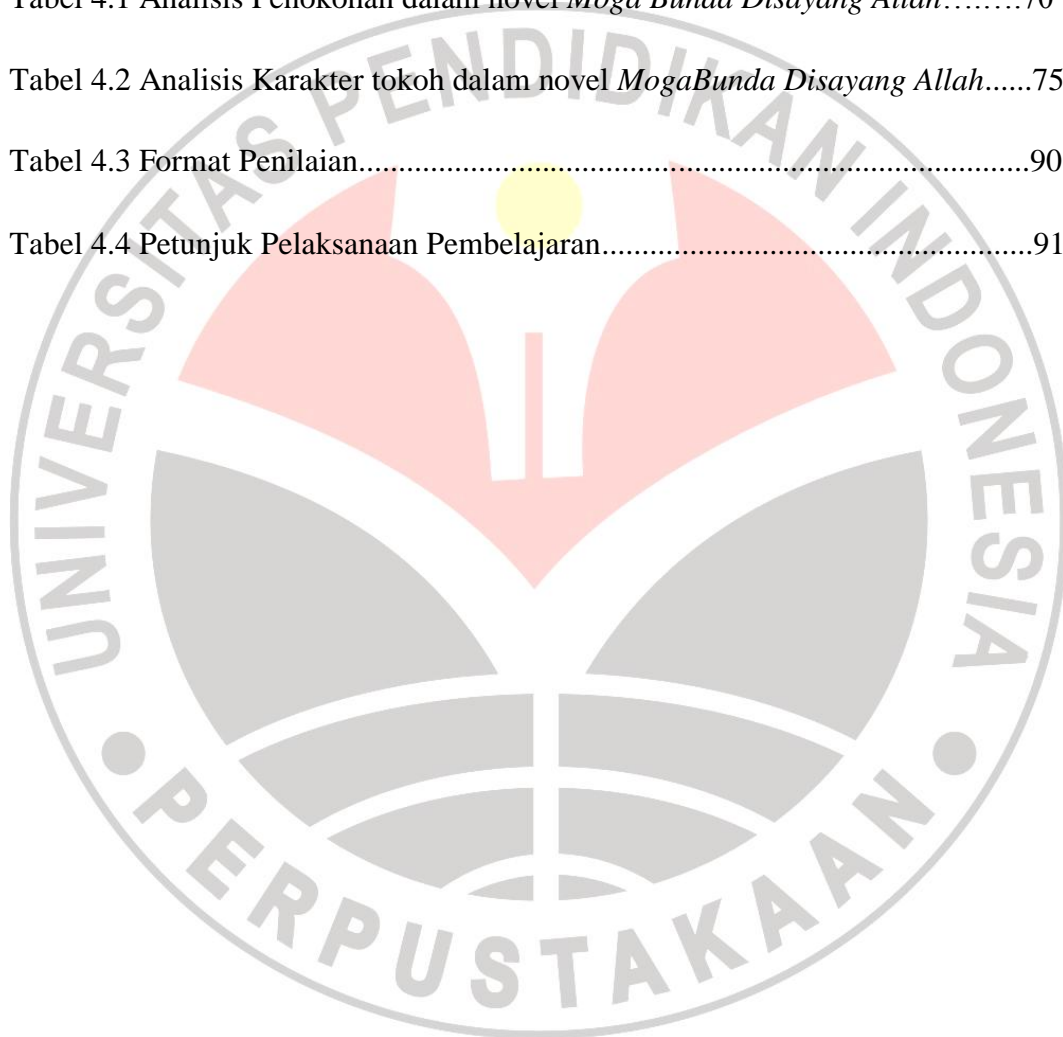 Tabel 4.1 Analisis Penokohan dalam novel Moga Bunda Disayang Allah……...70
Tabel 4.2 Analisis Karakter tokoh dalam novel MogaBunda Disayang Allah......75
Tabel 4.3 Format Penilaian....................................................................................90
Tabel 4.4 Petunjuk Pelaksanaan Pembelajaran......................................................91
UNIVERSITAS PENDIDIKAN INDONESIA
PERPUSTAKAAN